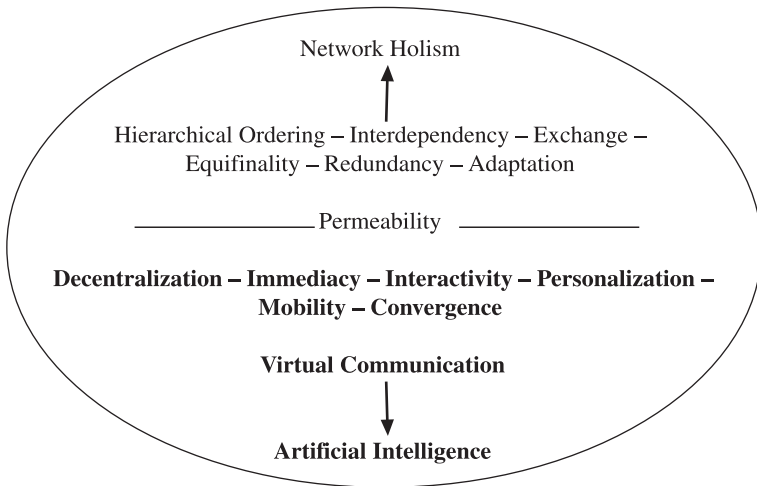 Network Holism
Hierarchical Ordering – Interdependency – Exchange –
Equifinality – Redundancy – Adaptation
Permeability
Decentralization – Immediacy – Interactivity – Personalization –
Mobility – Convergence
Virtual Communication
Artificial Intelligence